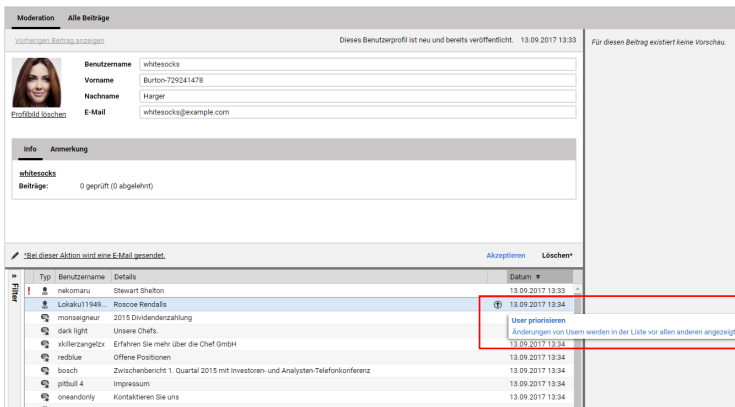 Moderation Alle Beiträge
Vorherigen Beitrag anzeigen Dieses Benutzerprofil ist neu und bereits veröffentlicht. 13.09.2017 13:33
Für diesen Beitrag existiert keine Vorschau.
Benutzername whitesocks
Vorname Burton-729241478
Nachname Harger
E-Mail whitesocks@example.com
Profilbild löschen
Info Anmerkung
whitesocks
Beiträge: 0 geprüft (0 abgelehnt)
*Bei dieser Aktion wird eine E-Mail gesendet. Akzeptieren Löschen*
» Filter
Typ Benutzername Details Datum
! nekomaru Stewart Shelton 13.09.2017 13:33
Lokaku11949... Roscoe Rendalls 13.09.2017 13:34
monseigneur 2015 Dividendenzahlung
User priorisieren
dark light Unsere Chefs.
Änderungen von Usern werden in der Liste vor allen anderen angezeigt
xkillerzangelzx Erfahren Sie mehr über die Chef GmbH 13.09.2017 13:34
redblue Offene Positionen 13.09.2017 13:34
bosch Zwischenbericht 1. Quartal 2015 mit Investoren- und Analysten-Telefonkonferenz 13.09.2017 13:34
pitbull 4 Impressum 13.09.2017 13:34
oneandonly Kontaktieren Sie uns 13.09.2017 13:34